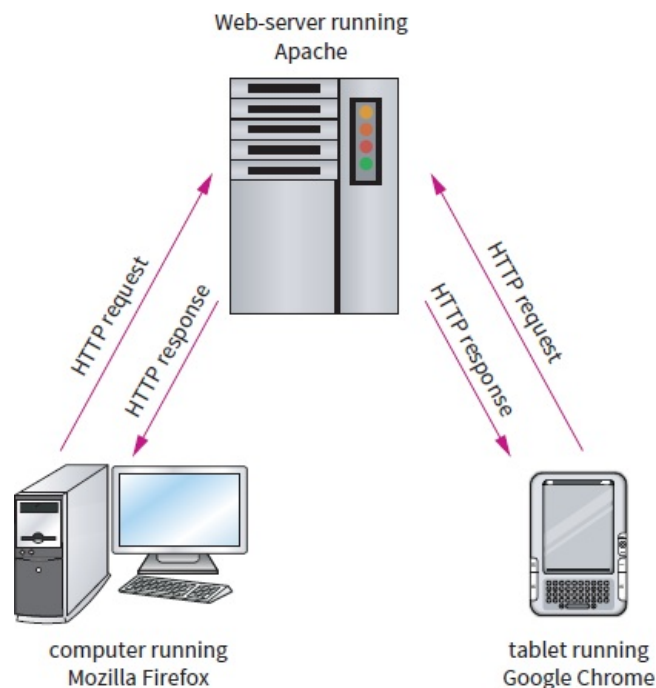 Web-server running
Apache
HTTP request
HTTP response
HTTP response
HTTP request
computer running
Mozilla Firefox
tablet running
Google Chrome